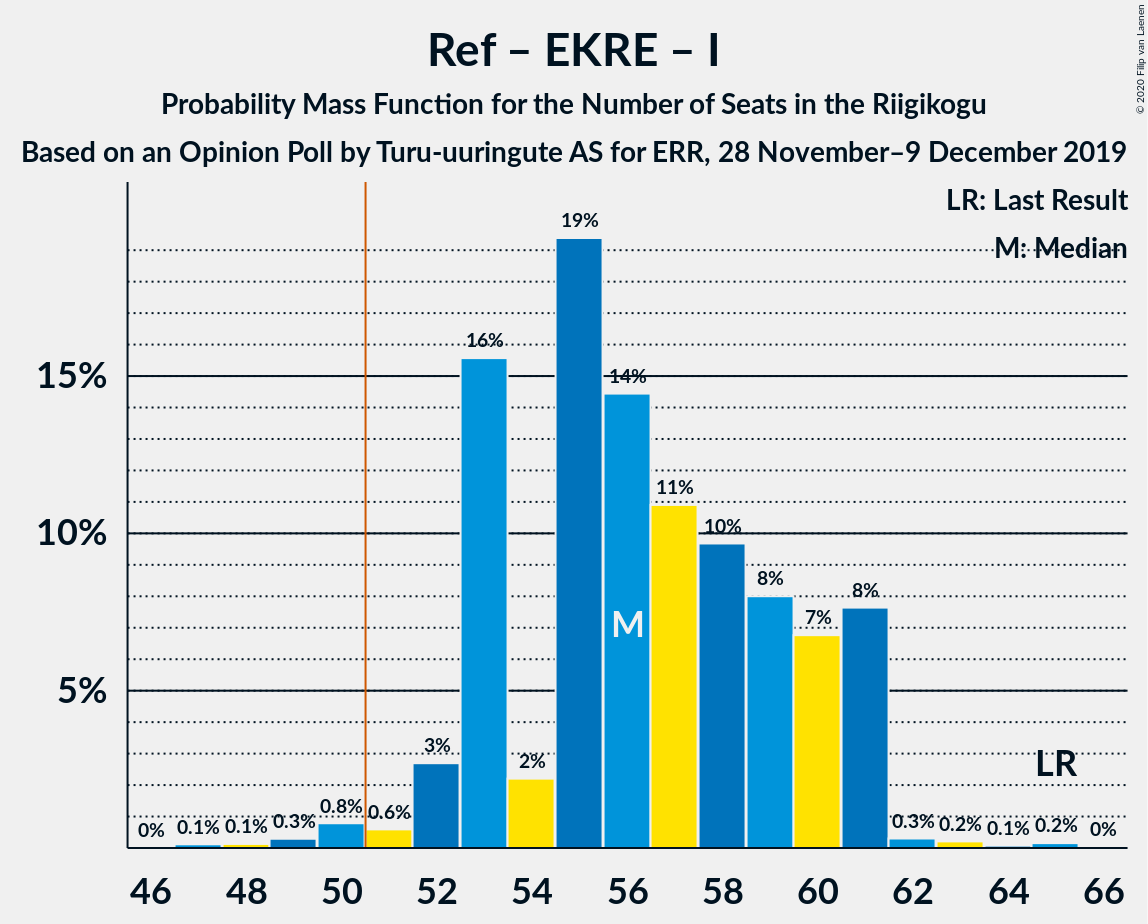 Ref – EKRE – I
Probability Mass Function for the Number of Seats in the Riigikogu
Based on an Opinion Poll by Turu-uuringute AS for ERR, 28 November–9 December 2019
© 2020 Filip van Laenen
LR: Last Result
M: Median
19%
16%
15%
14%
11%
10%
10%
8%
8%
7%
M
5%
3%
2%
LR
0%
0.1%
0.1%
0.3%
0.8%
0.6%
0.3%
0.2%
0.1%
0.2%
0%
46 48 50 52 54 56 58 60 62 64 66